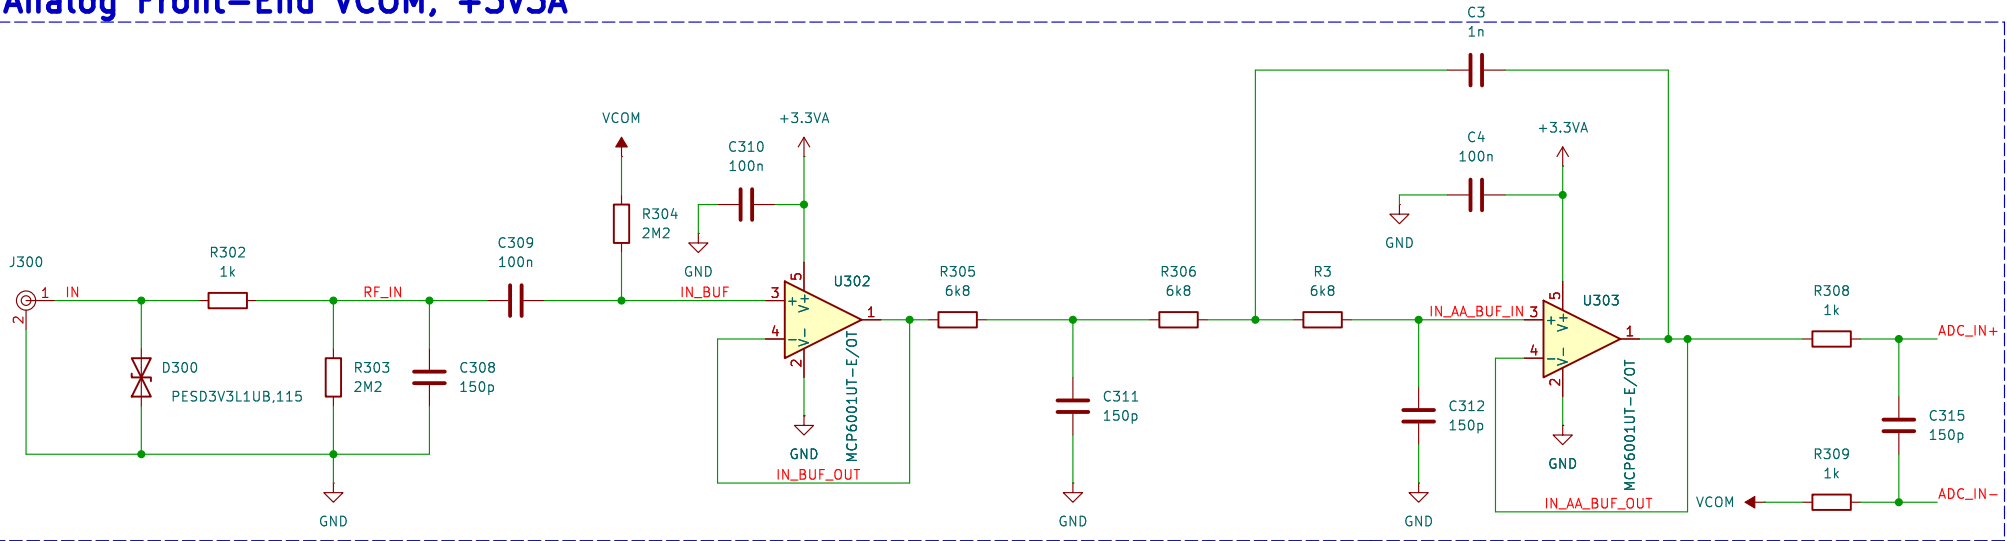 Analog Front-End VCOM, +3V3A
C3
1n
VCOM
+3.3VA
C310
100n
+3.3VA
C4
100n
R304
2M2
GND
GND
J300
R302
1k
C309
100n
IN
RF_IN
IN_BUF
1
2
3
4
5
2
1
V+
V-
U302
MCP6001UT-E/OT
R305
6k8
R306
6k8
R3
6k8
IN_AA_BUF_IN
3
4
5
2
1
V+
V-
U303
MCP6001UT-E/OT
R308
1k
ADC_IN+
D300
PESD3V3L1UB,115
R303
2M2
C308
150p
C311
150p
C312
150p
C315
150p
GND
IN_BUF_OUT
GND
IN_AA_BUF_OUT
R309
1k
VCOM
ADC_IN-
GND
GND
GND